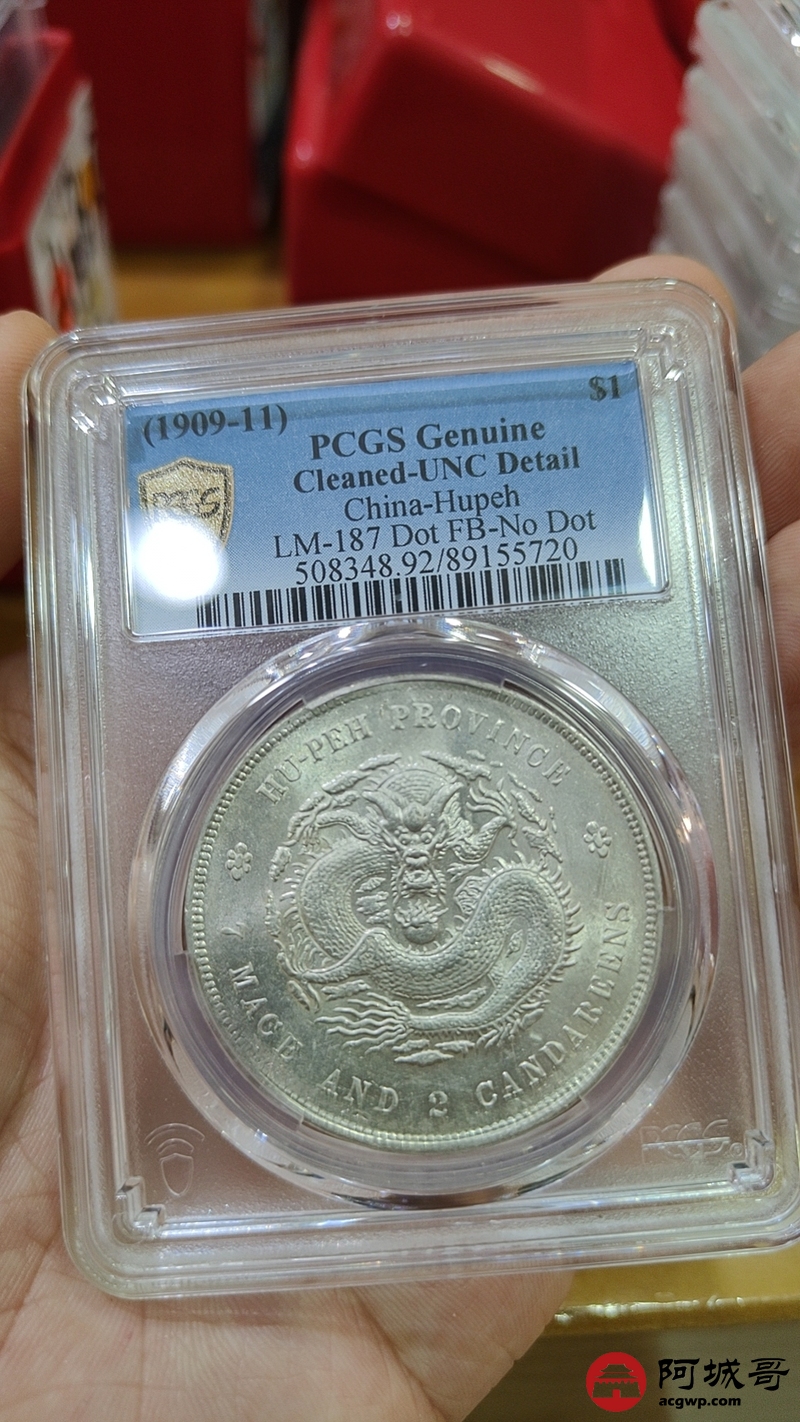 (1909-11)
$1
PCGS Genuine
Cleaned-UNC Detail
China-Hupeh
LM-187 Dot FB-No Dot
508348.92/89155720
PCGS
HU-PEH PROVINCE
7 MACE AND 2 CANDAREENS
PCGS
阿城哥
acgwp.com